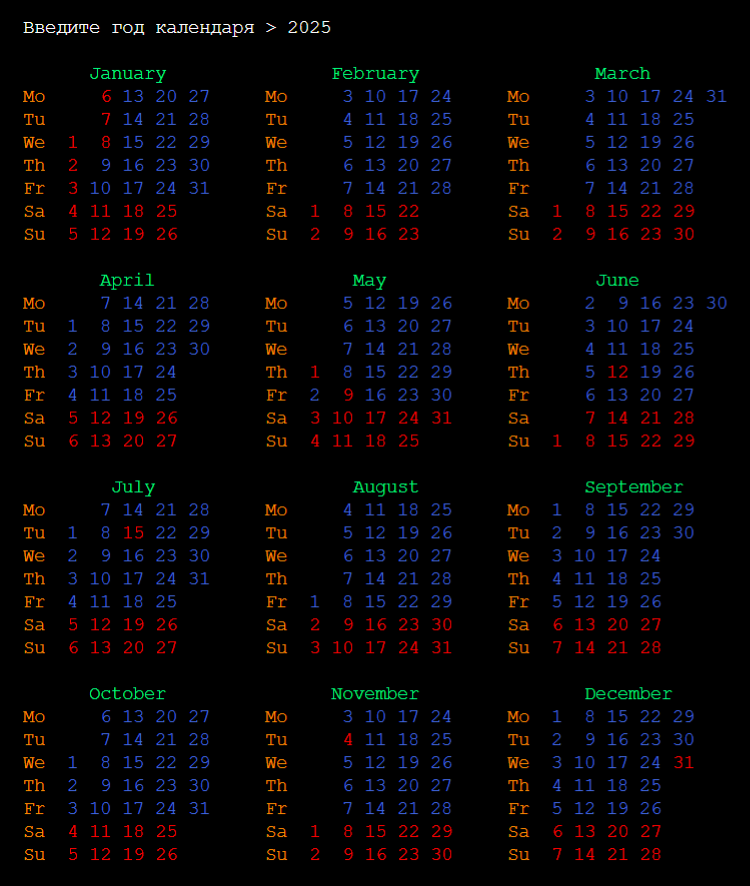 Введите год календаря > 2025
January February March
Mo 6 13 20 27 Mo 3 10 17 24 Mo 3 10 17 24 31
Tu 7 14 21 28 Tu 4 11 18 25 Tu 4 11 18 25
We 1 8 15 22 29 We 5 12 19 26 We 5 12 19 26
Th 2 9 16 23 30 Th 6 13 20 27 Th 6 13 20 27
Fr 3 10 17 24 31 Fr 7 14 21 28 Fr 7 14 21 28
Sa 4 11 18 25 Sa 1 8 15 22 Sa 1 8 15 22 29
Su 5 12 19 26 Su 2 9 16 23 Su 2 9 16 23 30
April May June
Mo 7 14 21 28 Mo 5 12 19 26 Mo 2 9 16 23 30
Tu 1 8 15 22 29 Tu 6 13 20 27 Tu 3 10 17 24
We 2 9 16 23 30 We 7 14 21 28 We 4 11 18 25
Th 3 10 17 24 Th 1 8 15 22 29 Th 5 12 19 26
Fr 4 11 18 25 Fr 2 9 16 23 30 Fr 6 13 20 27
Sa 5 12 19 26 Sa 3 10 17 24 31 Sa 7 14 21 28
Su 6 13 20 27 Su 4 11 18 25 Su 1 8 15 22 29
July August September
Mo 7 14 21 28 Mo 4 11 18 25 Mo 1 8 15 22 29
Tu 1 8 15 22 29 Tu 5 12 19 26 Tu 2 9 16 23 30
We 2 9 16 23 30 We 6 13 20 27 We 3 10 17 24
Th 3 10 17 24 31 Th 7 14 21 28 Th 4 11 18 25
Fr 4 11 18 25 Fr 1 8 15 22 29 Fr 5 12 19 26
Sa 5 12 19 26 Sa 2 9 16 23 30 Sa 6 13 20 27
Su 6 13 20 27 Su 3 10 17 24 31 Su 7 14 21 28
October November December
Mo 6 13 20 27 Mo 3 10 17 24 Mo 1 8 15 22 29
Tu 7 14 21 28 Tu 4 11 18 25 Tu 2 9 16 23 30
We 1 8 15 22 29 We 5 12 19 26 We 3 10 17 24 31
Th 2 9 16 23 30 Th 6 13 20 27 Th 4 11 18 25
Fr 3 10 17 24 31 Fr 7 14 21 28 Fr 5 12 19 26
Sa 4 11 18 25 Sa 1 8 15 22 29 Sa 6 13 20 27
Su 5 12 19 26 Su 2 9 16 23 30 Su 7 14 21 28